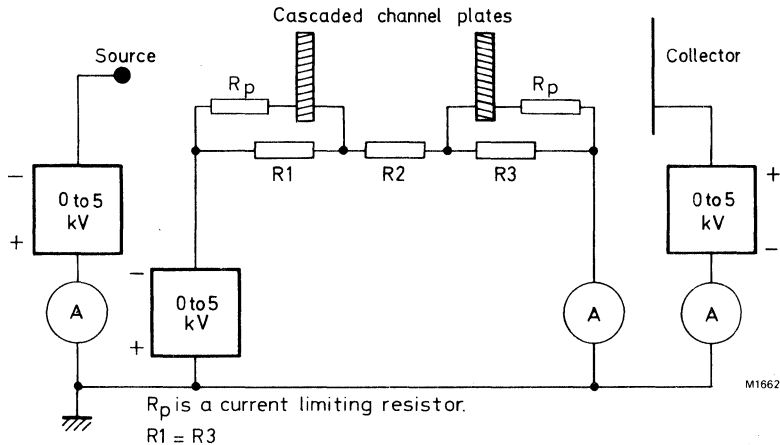 Cascaded channel plates
Source
Rp
Rp
Collector
R1
R2
R3
−
0 to 5
kV
+
−
0 to 5
kV
+
+
0 to 5
kV
−
A
A
A
M1662
Rp is a current limiting resistor.
R1 = R3